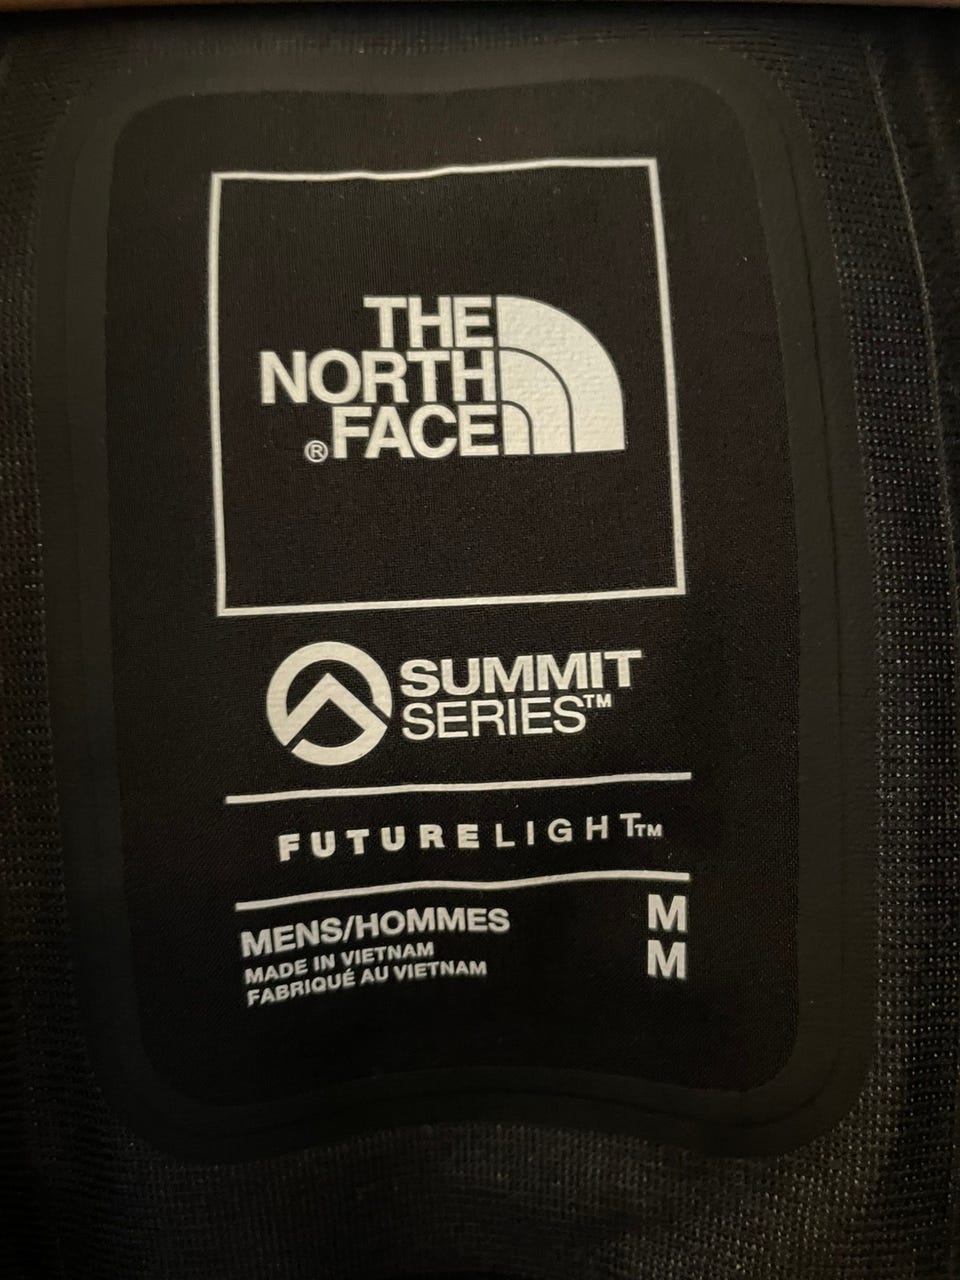 THE
NORTH
®FACE
SUMMIT
SERIES™
FUTURELIGHT™
MENS/HOMMES M
MADE IN VIETNAM M
FABRIQUÉ AU VIETNAM